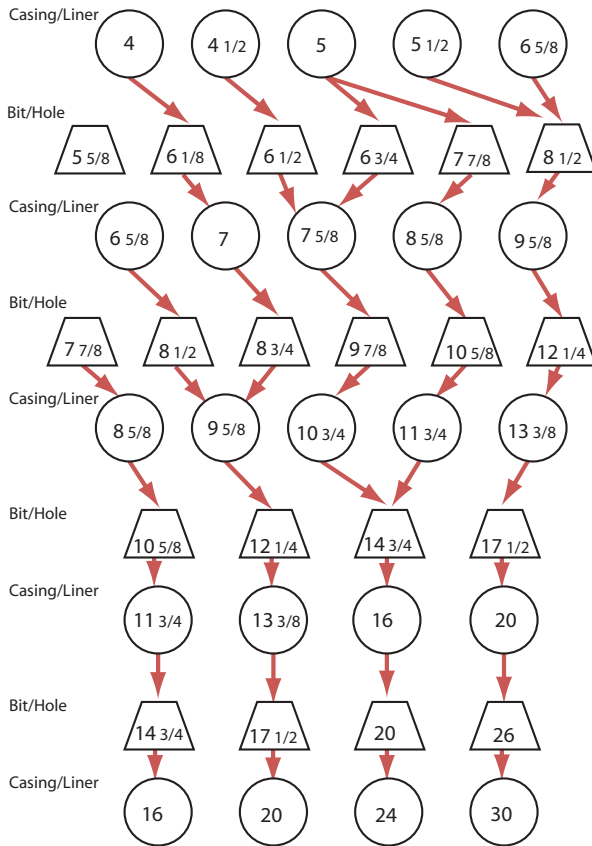 Casing/Liner
4 4 1/2 5 5 1/2 6 5/8
Bit/Hole
5 5/8 6 1/8 6 1/2 6 3/4 7 7/8 8 1/2
Casing/Liner
6 5/8 7 7 5/8 8 5/8 9 5/8
Bit/Hole
7 7/8 8 1/2 8 3/4 9 7/8 10 5/8 12 1/4
Casing/Liner
8 5/8 9 5/8 10 3/4 11 3/4 13 3/8
Bit/Hole
10 5/8 12 1/4 14 3/4 17 1/2
Casing/Liner
11 3/4 13 3/8 16 20
Bit/Hole
14 3/4 17 1/2 20 26
Casing/Liner
16 20 24 30